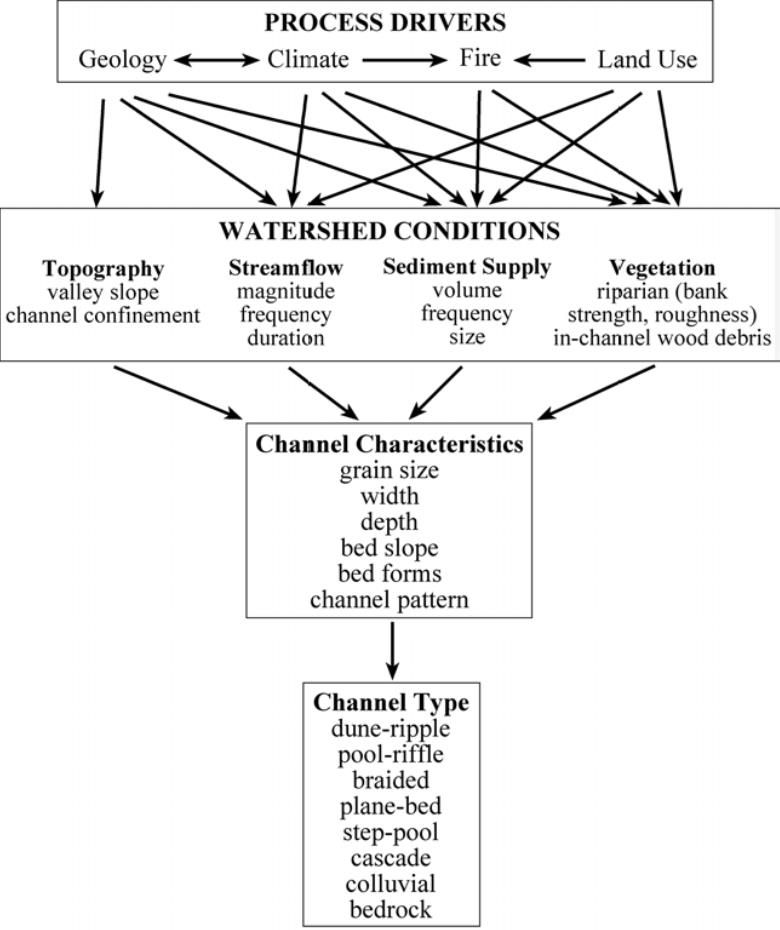 PROCESS DRIVERS
Geology Climate Fire Land Use
WATERSHED CONDITIONS
Topography
valley slope
channel confinement
Streamflow
magnitude
frequency
duration
Sediment Supply
volume
frequency
size
Vegetation
riparian (bank
strength, roughness)
in-channel wood debris
Channel Characteristics
grain size
width
depth
bed slope
bed forms
channel pattern
Channel Type
dune-ripple
pool-riffle
braided
plane-bed
step-pool
cascade
colluvial
bedrock